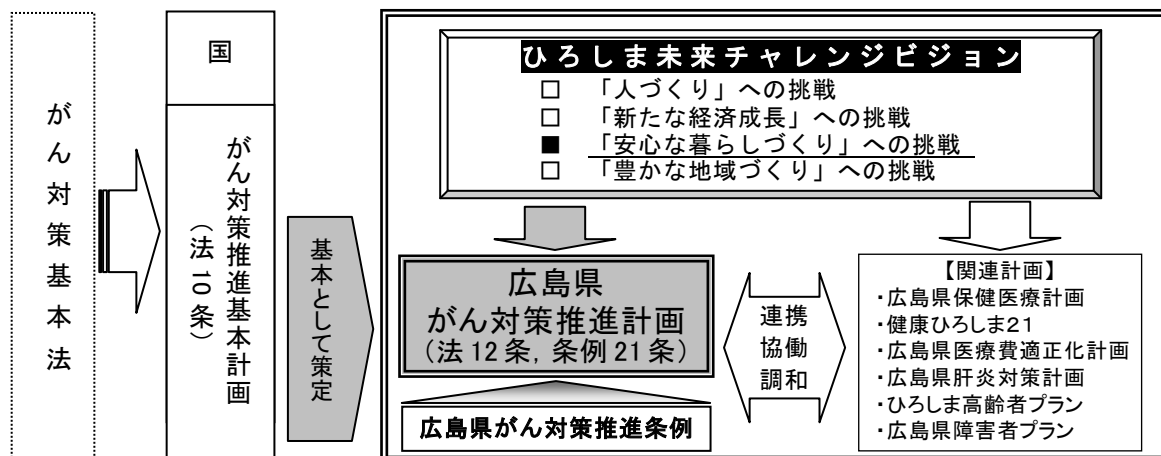 がん対策基本法
国
がん対策推進基本計画
（法10条）
基本として策定
ひろしま未来チャレンジビジョン
□ 「人づくり」への挑戦
□ 「新たな経済成長」への挑戦
■ 「安心な暮らしづくり」への挑戦
□ 「豊かな地域づくり」への挑戦
広島県
がん対策推進計画
（法12条，条例21条）
広島県がん対策推進条例
連携
協働
調和
【関連計画】
・広島県保健医療計画
・健康ひろしま２１
・広島県医療費適正化計画
・広島県肝炎対策計画
・ひろしま高齢者プラン
・広島県障害者プラン